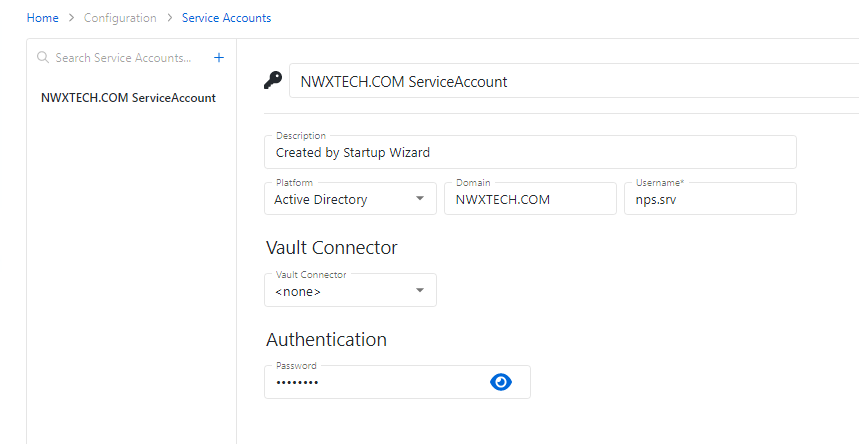 Home > Configuration > Service Accounts
Search Service Accounts...
+
NWXTECH.COM ServiceAccount
NWXTECH.COM ServiceAccount
Description
Created by Startup Wizard
Platform
Active Directory
Domain
NWXTECH.COM
Username*
nps.srv
Vault Connector
Vault Connector
<none>
Authentication
Password
••••••••